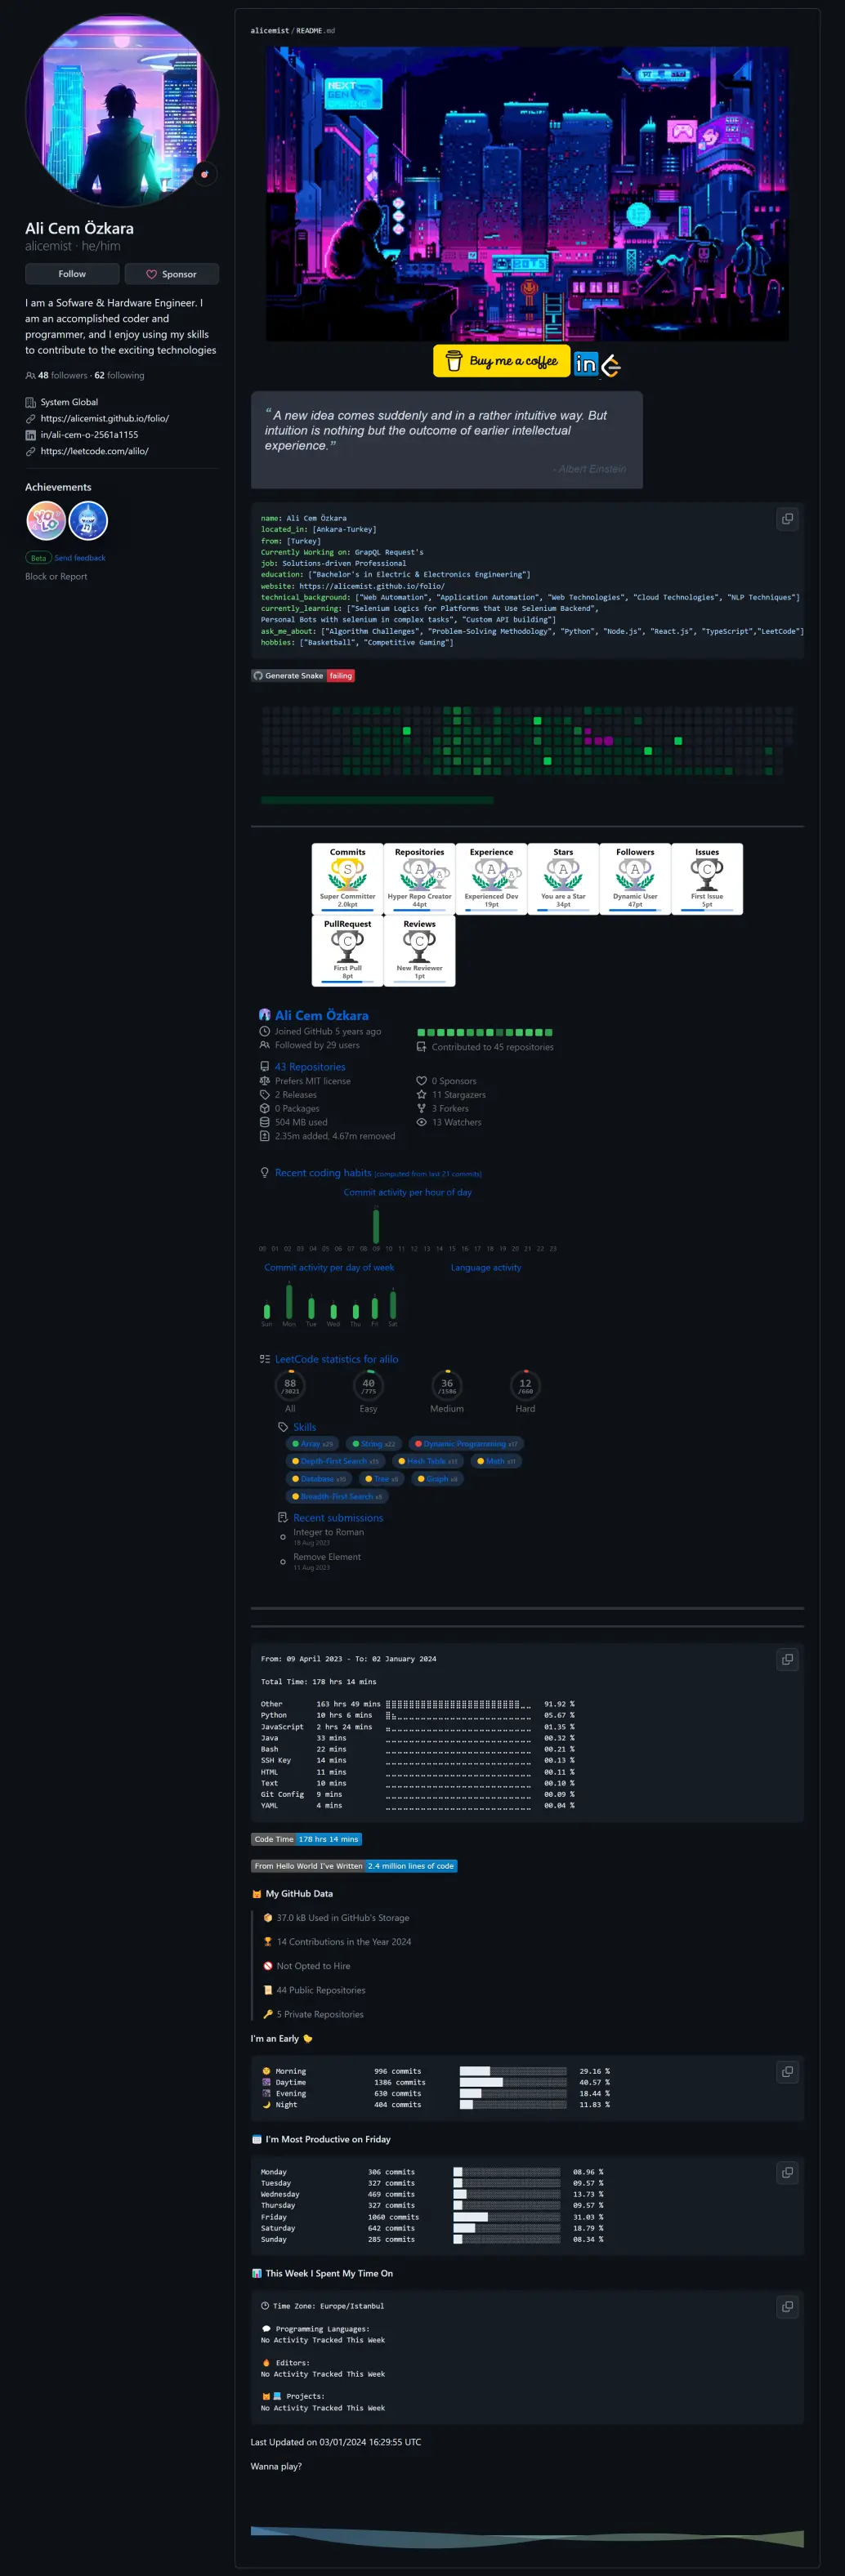 Ali Cem Özkara
alicemist · he/him
Follow
Sponsor
I am a Sofware & Hardware Engineer. I
am an accomplished coder and
programmer, and I enjoy using my skills
to contribute to the exciting technologies
48 followers · 62 following
System Global
https://alicemist.github.io/folio/
in/ali-cem-o-2561a1155
https://leetcode.com/alilo/
Achievements
YOLO
Beta Send feedback
Block or Report
alicemist / README.md
NEXT
GEN
HOTEL
Buy me a coffee
in
“ A new idea comes suddenly and in a rather intuitive way. But
intuition is nothing but the outcome of earlier intellectual
experience.”
- Albert Einstein
name: Ali Cem Özkara
located_in: [Ankara-Turkey]
from: [Turkey]
Currently Working on: GrapQL Request's
job: Solutions-driven Professional
education: ["Bachelor's in Electric & Electronics Engineering"]
website: https://alicemist.github.io/folio/
technical_background: ["Web Automation", "Application Automation", "Web Technologies", "Cloud Technologies", "NLP Techniques"]
currently_learning: ["Selenium Logics for Platforms that Use Selenium Backend",
Personal Bots with selenium in complex tasks", "Custom API building"]
ask_me_about: ["Algorithm Challenges", "Problem-Solving Methodology", "Python", "Node.js", "React.js", "TypeScript","LeetCode"]
hobbies: ["Basketball", "Competitive Gaming"]
Generate Snake failing
Commits Repositories Experience Stars Followers Issues
S A A A A A A C
Super Committer Hyper Repo Creator Experienced Dev You are a Star Dynamic User First Issue
2.0kpt 44pt 19pt 34pt 47pt 5pt
PullRequest Reviews
C C
First Pull New Reviewer
8pt 1pt
Ali Cem Özkara
Joined GitHub 5 years ago
Followed by 29 users Contributed to 45 repositories
43 Repositories
Prefers MIT license 0 Sponsors
2 Releases 11 Stargazers
0 Packages 3 Forkers
504 MB used 13 Watchers
2.35m added, 4.67m removed
Recent coding habits (computed from last 21 commits)
Commit activity per hour of day
00 01 02 03 04 05 06 07 08 09 10 11 12 13 14 15 16 17 18 19 20 21 22 23
Commit activity per day of week Language activity
Sun Mon Tue Wed Thu Fri Sat
LeetCode statistics for alilo
88 40 36 12
/3021 /775 /1586 /660
All Easy Medium Hard
Skills
Array x29 String x22 Dynamic Programming x17
Depth-First Search x15 Hash Table x11 Math x11
Database x10 Tree x8 Graph x8
Breadth-First Search x8
Recent submissions
Integer to Roman
18 Aug 2023
Remove Element
11 Aug 2023
From: 09 April 2023 - To: 02 January 2024
Total Time: 178 hrs 14 mins
Other 163 hrs 49 mins 91.92 %
Python 10 hrs 6 mins 05.67 %
JavaScript 2 hrs 24 mins 01.35 %
Java 33 mins 00.32 %
Bash 22 mins 00.21 %
SSH Key 14 mins 00.13 %
HTML 11 mins 00.11 %
Text 10 mins 00.10 %
Git Config 9 mins 00.09 %
YAML 4 mins 00.04 %
Code Time 178 hrs 14 mins
From Hello World I've Written 2.4 million lines of code
My GitHub Data
37.0 kB Used in GitHub's Storage
14 Contributions in the Year 2024
Not Opted to Hire
44 Public Repositories
5 Private Repositories
I'm an Early
Morning 996 commits 29.16 %
Daytime 1386 commits 40.57 %
Evening 630 commits 18.44 %
Night 404 commits 11.83 %
I'm Most Productive on Friday
Monday 306 commits 08.96 %
Tuesday 327 commits 09.57 %
Wednesday 469 commits 13.73 %
Thursday 327 commits 09.57 %
Friday 1060 commits 31.03 %
Saturday 642 commits 18.79 %
Sunday 285 commits 08.34 %
This Week I Spent My Time On
Time Zone: Europe/Istanbul
Programming Languages:
No Activity Tracked This Week
Editors:
No Activity Tracked This Week
Projects:
No Activity Tracked This Week
Last Updated on 03/01/2024 16:29:55 UTC
Wanna play?